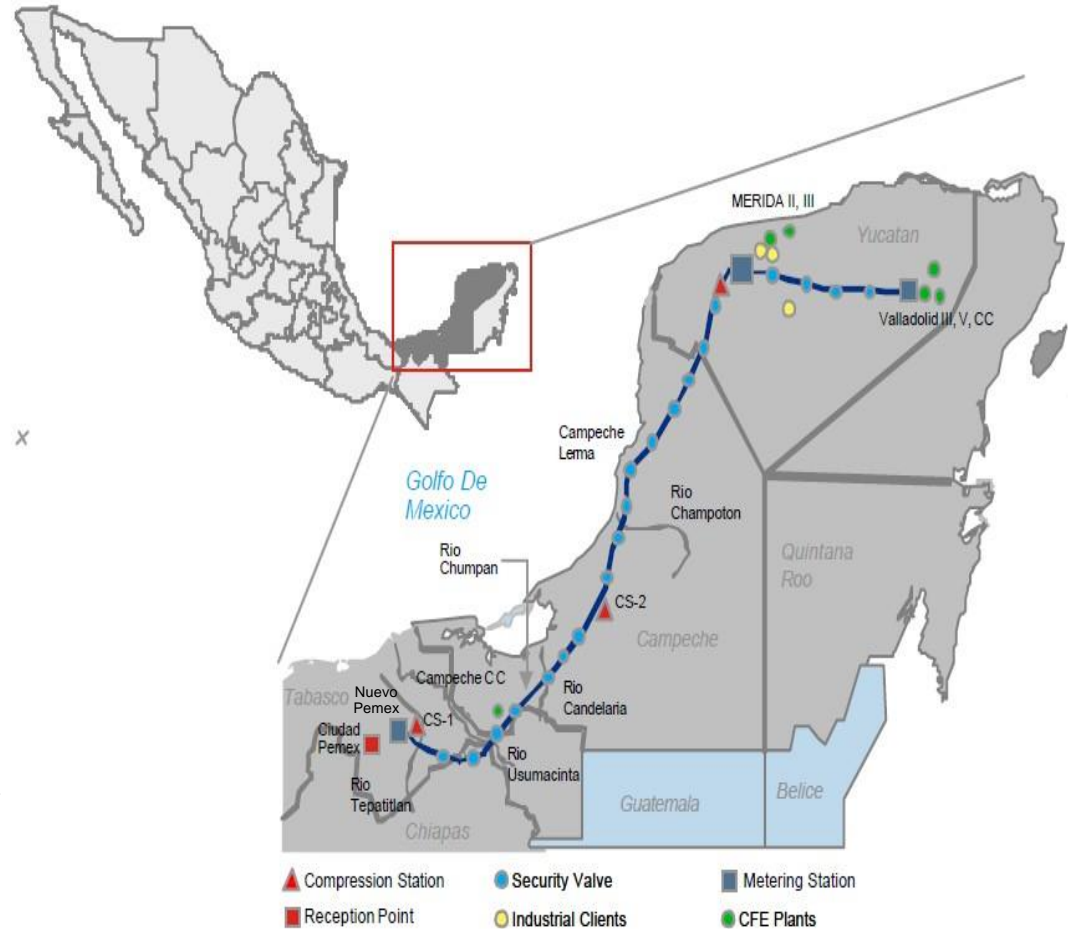 MERIDA II, III
Yucatan
Valladolid III, V, CC
Campeche
Lerma
Golfo De
Mexico
Rio
Champoton
Rio
Chumpan
Quintana
Roo
CS-2
Campeche
Campeche C C
Tabasco
Nuevo
Pemex
CS-1
Rio
Candelaria
Ciudad
Pemex
Rio
Usumacinta
Rio
Tepatitlan
Guatemala
Belice
Chiapas
Compression Station
Security Valve
Metering Station
Reception Point
Industrial Clients
CFE Plants